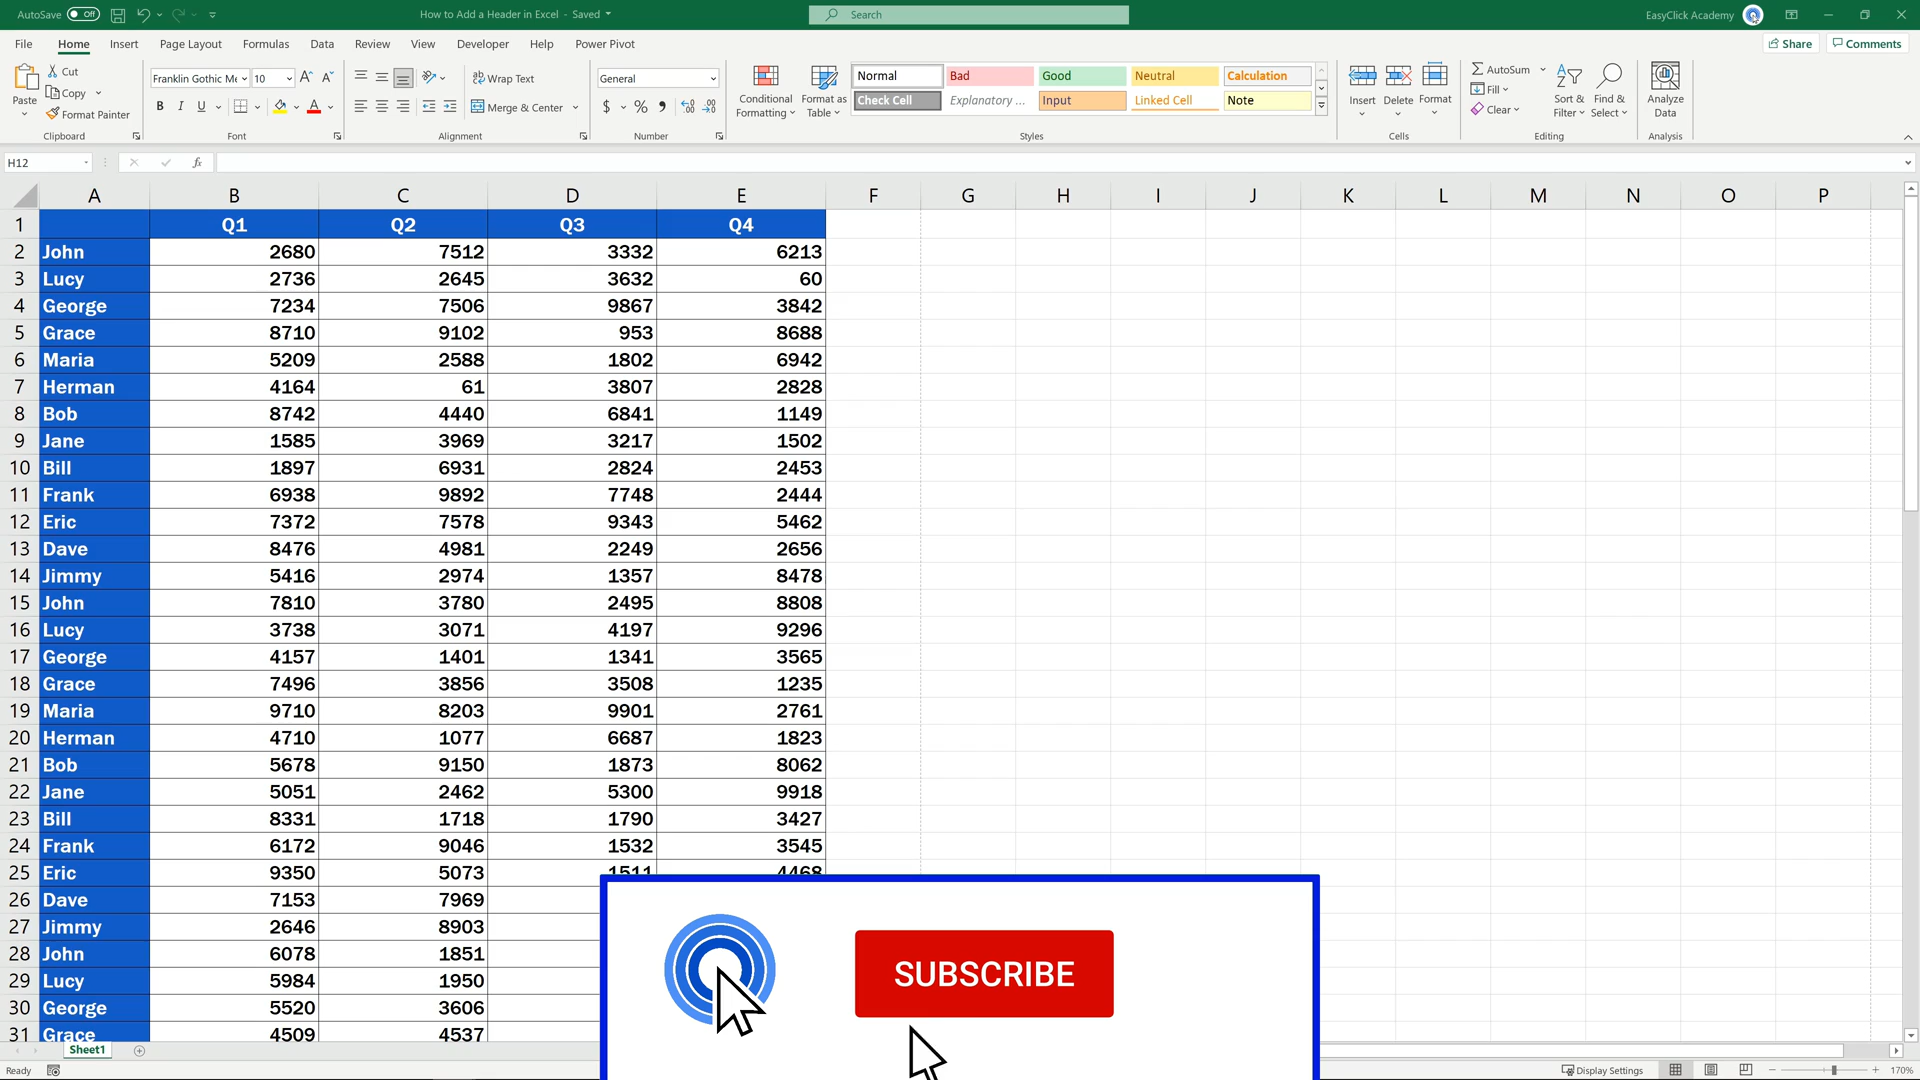 AutoSave Off How to Add a Header in Excel - Saved Search EasyClick Academy
File Home Insert Page Layout Formulas Data Review View Developer Help Power Pivot Share Comments
Paste Cut Copy Format Painter Clipboard
Franklin Gothic Me 10 A A B I U A Font
Wrap Text Merge & Center Alignment
General $ % , Number
Conditional Formatting Format as Table
Normal Bad Good Neutral Calculation
Check Cell Explanatory ... Input Linked Cell Note
Styles
Insert Delete Format Cells
AutoSum Fill Clear Sort & Filter Find & Select Editing
Analyze Data Analysis
H12 fx
A B C D E F G H I J K L M N O P
1 Q1 Q2 Q3 Q4
2 John 2680 7512 3332 6213
3 Lucy 2736 2645 3632 60
4 George 7234 7506 9867 3842
5 Grace 8710 9102 953 8688
6 Maria 5209 2588 1802 6942
7 Herman 4164 61 3807 2828
8 Bob 8742 4440 6841 1149
9 Jane 1585 3969 3217 1502
10 Bill 1897 6931 2824 2453
11 Frank 6938 9892 7748 2444
12 Eric 7372 7578 9343 5462
13 Dave 8476 4981 2249 2656
14 Jimmy 5416 2974 1357 8478
15 John 7810 3780 2495 8808
16 Lucy 3738 3071 4197 9296
17 George 4157 1401 1341 3565
18 Grace 7496 3856 3508 1235
19 Maria 9710 8203 9901 2761
20 Herman 4710 1077 6687 1823
21 Bob 5678 9150 1873 8062
22 Jane 5051 2462 5300 9918
23 Bill 8331 1718 1790 3427
24 Frank 6172 9046 1532 3545
25 Eric 9350 5073 1511 4468
26 Dave 7153 7969
27 Jimmy 2646 8903
28 John 6078 1851
29 Lucy 5984 1950
30 George 5520 3606
31 Grace 4509 4537
SUBSCRIBE
Sheet1
Ready Display Settings 170%